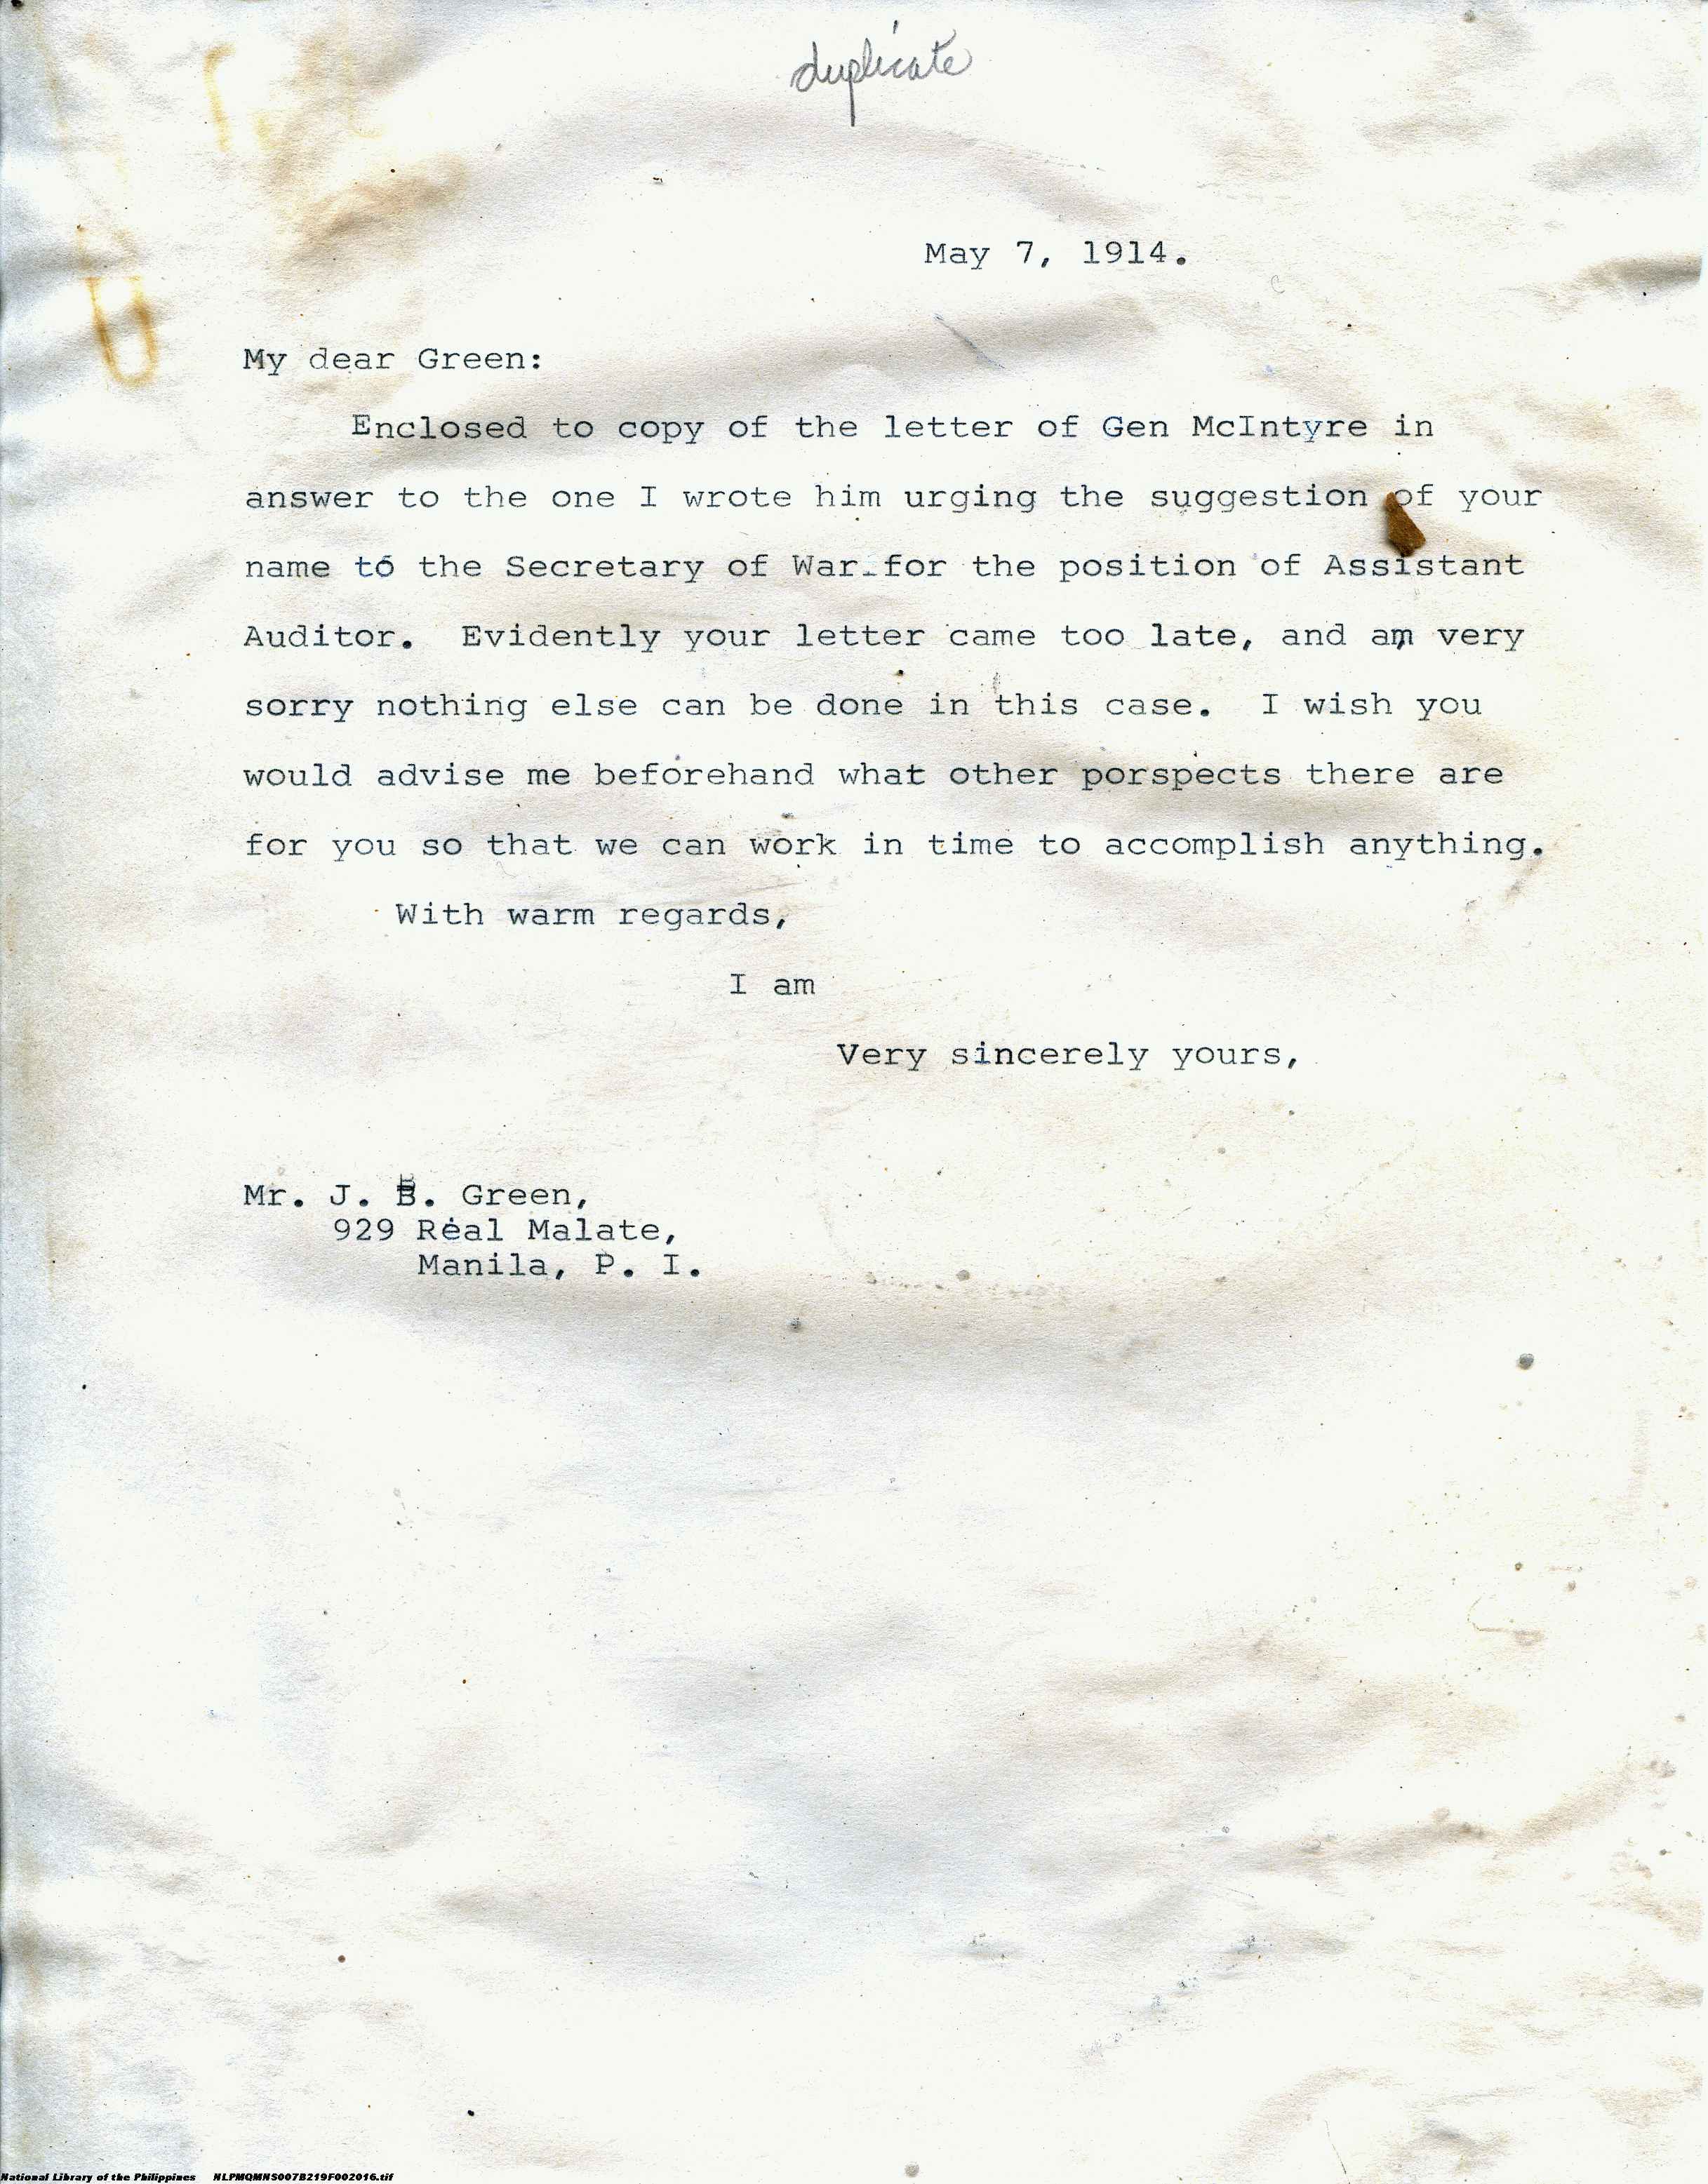 duplicate
May 7, 1914.
My dear Green:
Enclosed to copy of the letter of Gen McIntyre in
answer to the one I wrote him urging the suggestion of your
name to the Secretary of War for the position of Assistant
Auditor. Evidently your letter came too late, and am very
sorry nothing else can be done in this case. I wish you
would advise me beforehand what other porspects there are
for you so that we can work in time to accomplish anything.
With warm regards,
I am
Very sincerely yours,
Mr. J. B. Green,
929 Real Malate,
Manila, P. I.
National Library of the Philippines NLPMQMNS007B219F002016.tif